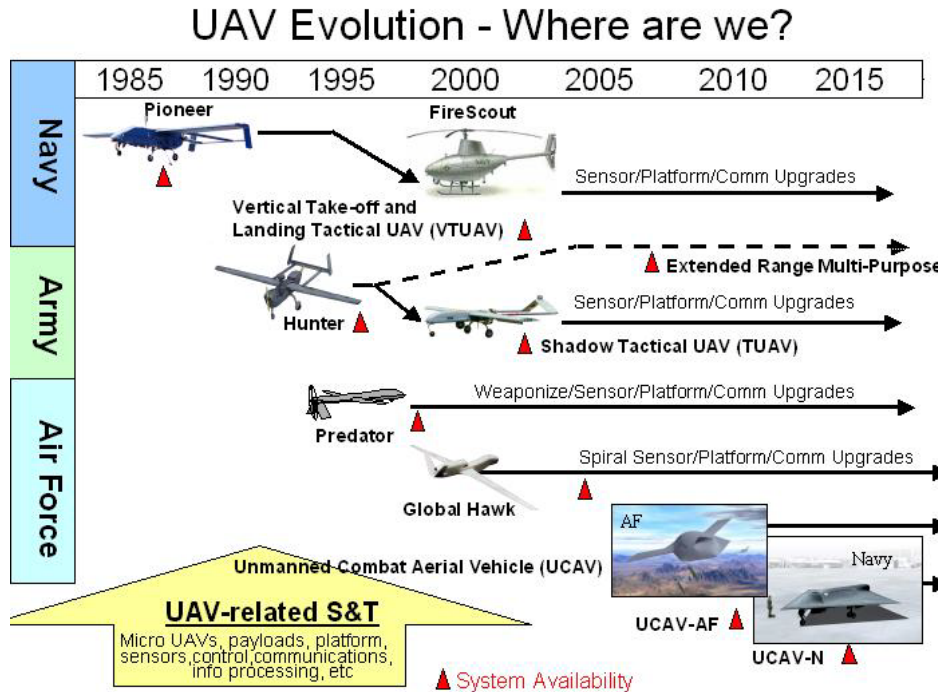 UAV Evolution - Where are we?
1985 1990 1995 2000 2005 2010 2015
Navy
Pioneer
FireScout
Sensor/Platform/Comm Upgrades
Vertical Take-off and
Landing Tactical UAV (VTUAV)
Army
Extended Range Multi-Purpose
Hunter
Sensor/Platform/Comm Upgrades
Shadow Tactical UAV (TUAV)
Air Force
Weaponize/Sensor/Platform/Comm Upgrades
Predator
Spiral Sensor/Platform/Comm Upgrades
Global Hawk
AF
Unmanned Combat Aerial Vehicle (UCAV)
Navy
UCAV-AF
UCAV-N
UAV-related S&T
Micro UAVs, payloads, platform,
sensors,control,communications,
info processing, etc
System Availability